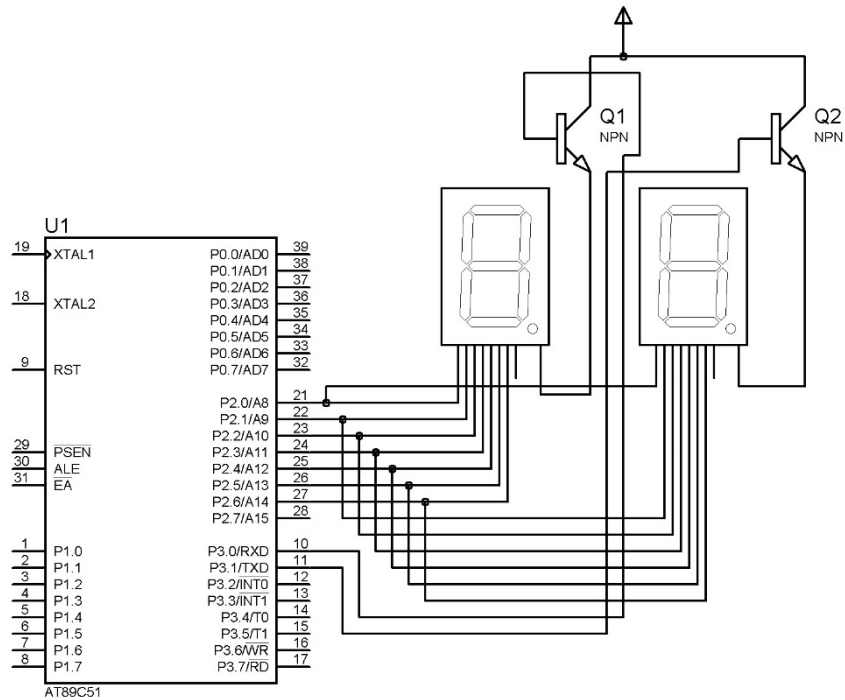 Q1
NPN
Q2
NPN
U1
19 XTAL1
18 XTAL2
9 RST
29 PSEN
30 ALE
31 EA
1 P1.0
2 P1.1
3 P1.2
4 P1.3
5 P1.4
6 P1.5
7 P1.6
8 P1.7
P0.0/AD0 39
P0.1/AD1 38
P0.2/AD2 37
P0.3/AD3 36
P0.4/AD4 35
P0.5/AD5 34
P0.6/AD6 33
P0.7/AD7 32
P2.0/A8 21
P2.1/A9 22
P2.2/A10 23
P2.3/A11 24
P2.4/A12 25
P2.5/A13 26
P2.6/A14 27
P2.7/A15 28
P3.0/RXD 10
P3.1/TXD 11
P3.2/INT0 12
P3.3/INT1 13
P3.4/T0 14
P3.5/T1 15
P3.6/WR 16
P3.7/RD 17
AT89C51